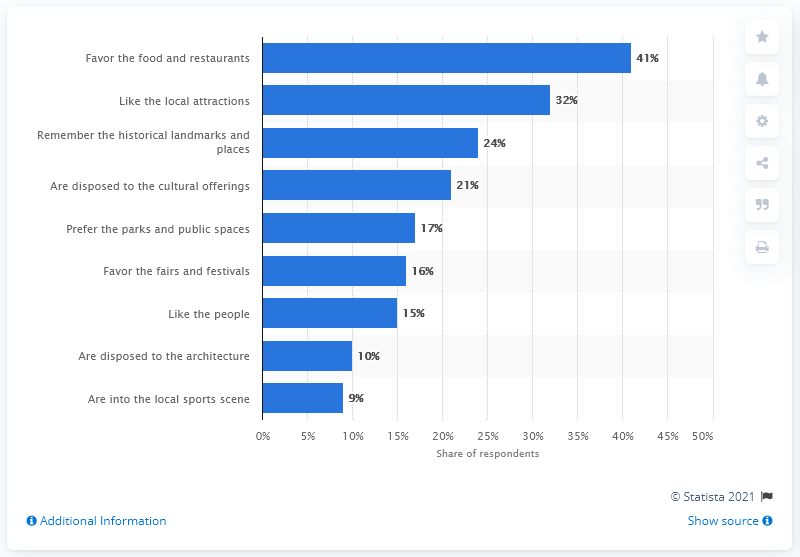 Favor the food and restaurants
41%
Like the local attractions
32%
Remember the historical landmarks and
places
24%
Are disposed to the cultural offerings
21%
Prefer the parks and public spaces
17%
Favor the fairs and festivals
16%
Like the people
15%
Are disposed to the architecture
10%
Are into the local sports scene
9%
0% 5% 10% 15% 20% 25% 30% 35% 40% 45% 50%
Share of respondents
© Statista 2021
Additional Information
Show source